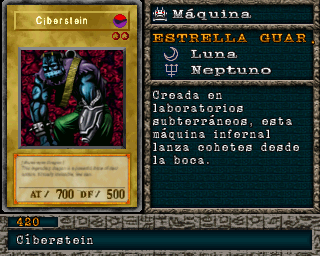 Ciberstein
AT/ 700 DF/ 500
Máquina
ESTRELLA GUAR.
Luna
Neptuno
Creada en
laboratorios
subterráneos, esta
máquina infernal
lanza cohetes desde
la boca.
420
Ciberstein